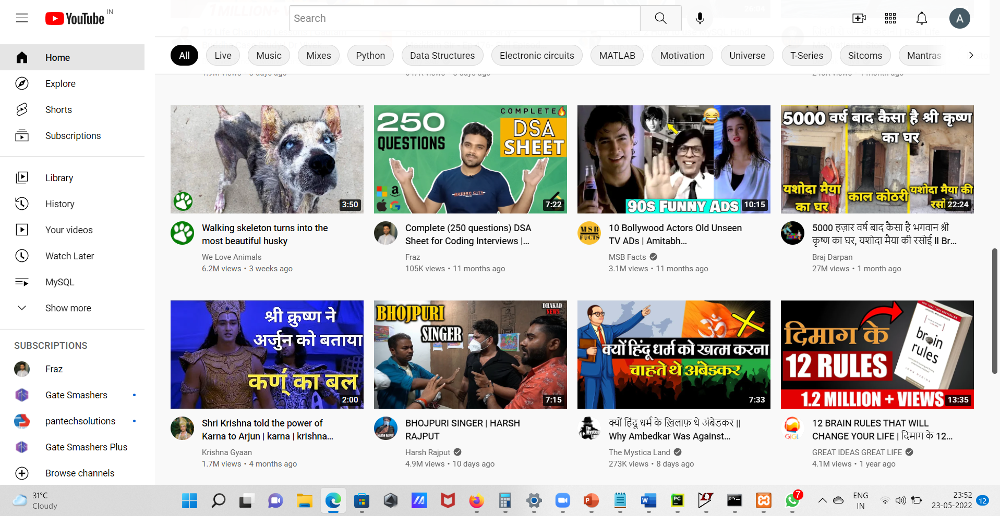 YouTube IN
Search
A
Home
Explore
Shorts
Subscriptions
Library
History
Your videos
Watch Later
MySQL
Show more
SUBSCRIPTIONS
Fraz
Gate Smashers
pantechsolutions
Gate Smashers Plus
Browse channels
All Live Music Mixes Python Data Structures Electronic circuits MATLAB Motivation Universe T-Series Sitcoms Mantras
3:50
Walking skeleton turns into the
most beautiful husky
We Love Animals
6.2M views • 3 weeks ago
250
QUESTIONS
COMPLETE
DSA
SHEET
QUEBEC CITY
7:22
Complete (250 questions) DSA
Sheet for Coding Interviews |...
Fraz
105K views • 11 months ago
90S FUNNY ADS
10:15
MSB
FACTS
10 Bollywood Actors Old Unseen
TV ADs | Amitabh...
MSB Facts
3.1M views • 11 months ago
5000 वर्ष बाद कैसा है श्री कृष्ण
का घर
यशोदा मैया
का घर
काल कोठरी
यशोदा मैया की
22:24
5000 हज़ार वर्ष बाद कैसा है भगवान श्री
कृष्ण का घर, यशोदा मैया की रसोई ll Br...
Braj Darpan
27M views • 1 month ago
श्री क्रुष्ण ने
अर्जुन को बताया
कर्ण का बल
2:00
Shri Krishna told the power of
Karna to Arjun | karna | krishna...
Krishna Gyaan
1.7M views • 4 months ago
BHOJPURI
SINGER
DHAKAD
NEWS
7:15
BHOJPURI SINGER | HARSH
RAJPUT
Harsh Rajput
4.9M views • 10 days ago
ॐ
क्यों हिंदू धर्म को खत्म करना
चाहते थे अंबेडकर
7:33
क्यों हिंदू धर्म के ख़िलाफ़ थे अंबेडकर ||
Why Ambedkar Was Against...
The Mystica Land
273K views • 8 days ago
दिमाग के
12 RULES
brain
rules
JOHN MEDINA
1.2 MILLION + VIEWS
13:35
GIGL
12 BRAIN RULES THAT WILL
CHANGE YOUR LIFE | दिमाग के 12...
GREAT IDEAS GREAT LIFE
4.1M views • 1 year ago
31°C
Cloudy
PC
7
ENG
IN
23:52
23-05-2022
12